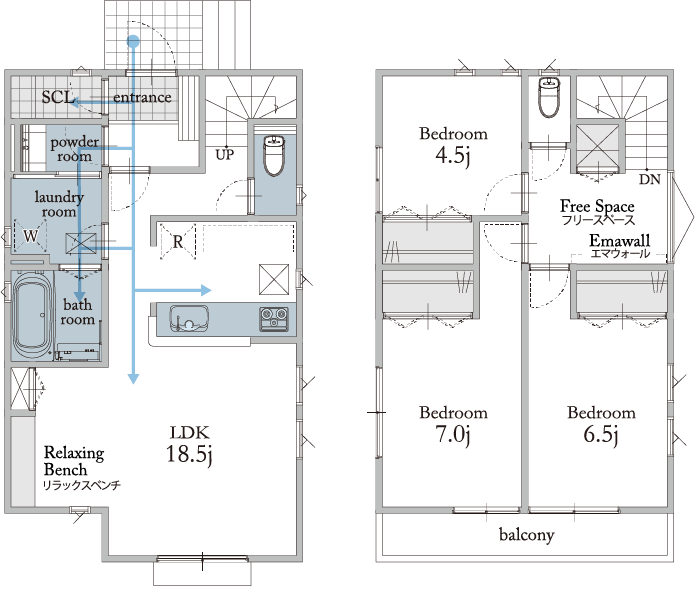 SCL
entrance
powder
room
UP
laundry
room
W
R
bath
room
LDK
18.5j
Relaxing
Bench
リラックスベンチ
Bedroom
4.5j
DN
Free Space
フリースペース
Emawall
エマウォール
Bedroom
7.0j
Bedroom
6.5j
balcony